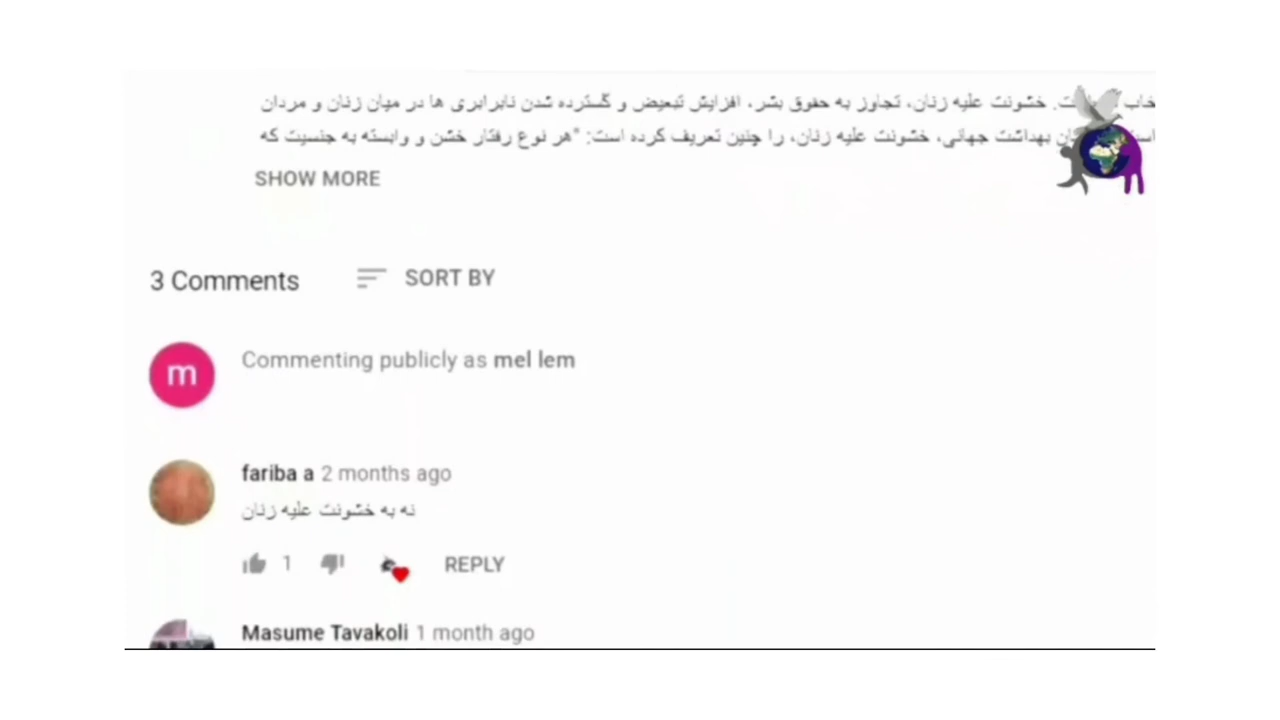 خشونت علیه زنان، تجاوز به حقوق بشر، افزایش تبعیض و گسترده شدن نابرابری ها در میان زنان و مردان
بهداشت جهانی، خشونت علیه زنان، را چنین تعریف کرده است: "هر نوع رفتار خشن و وابسته به جنسیت که
SHOW MORE
3 Comments SORT BY
m
Commenting publicly as mel lem
fariba a 2 months ago
نه به خشونت علیه زنان
1 REPLY
Masume Tavakoli 1 month ago